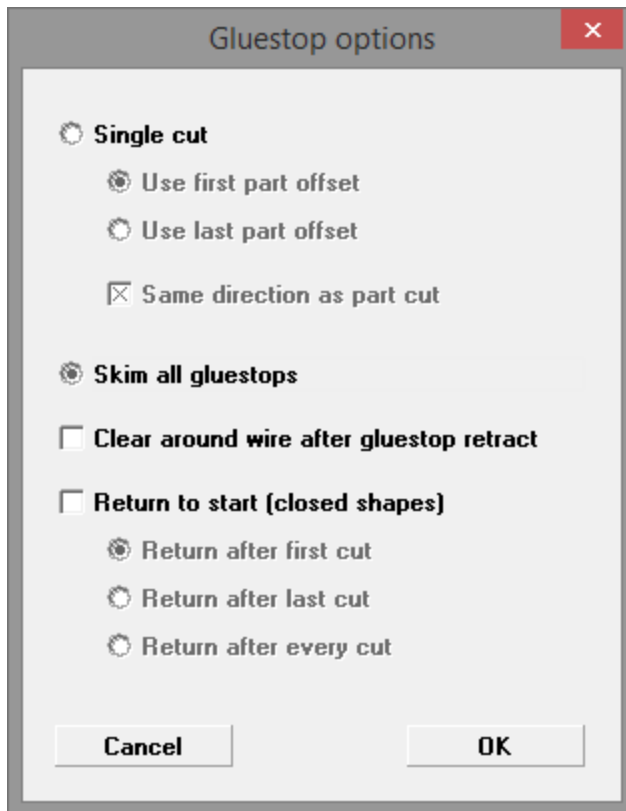 Gluestop options
Single cut
Use first part offset
Use last part offset
Same direction as part cut
Skim all gluestops
Clear around wire after gluestop retract
Return to start (closed shapes)
Return after first cut
Return after last cut
Return after every cut
Cancel OK